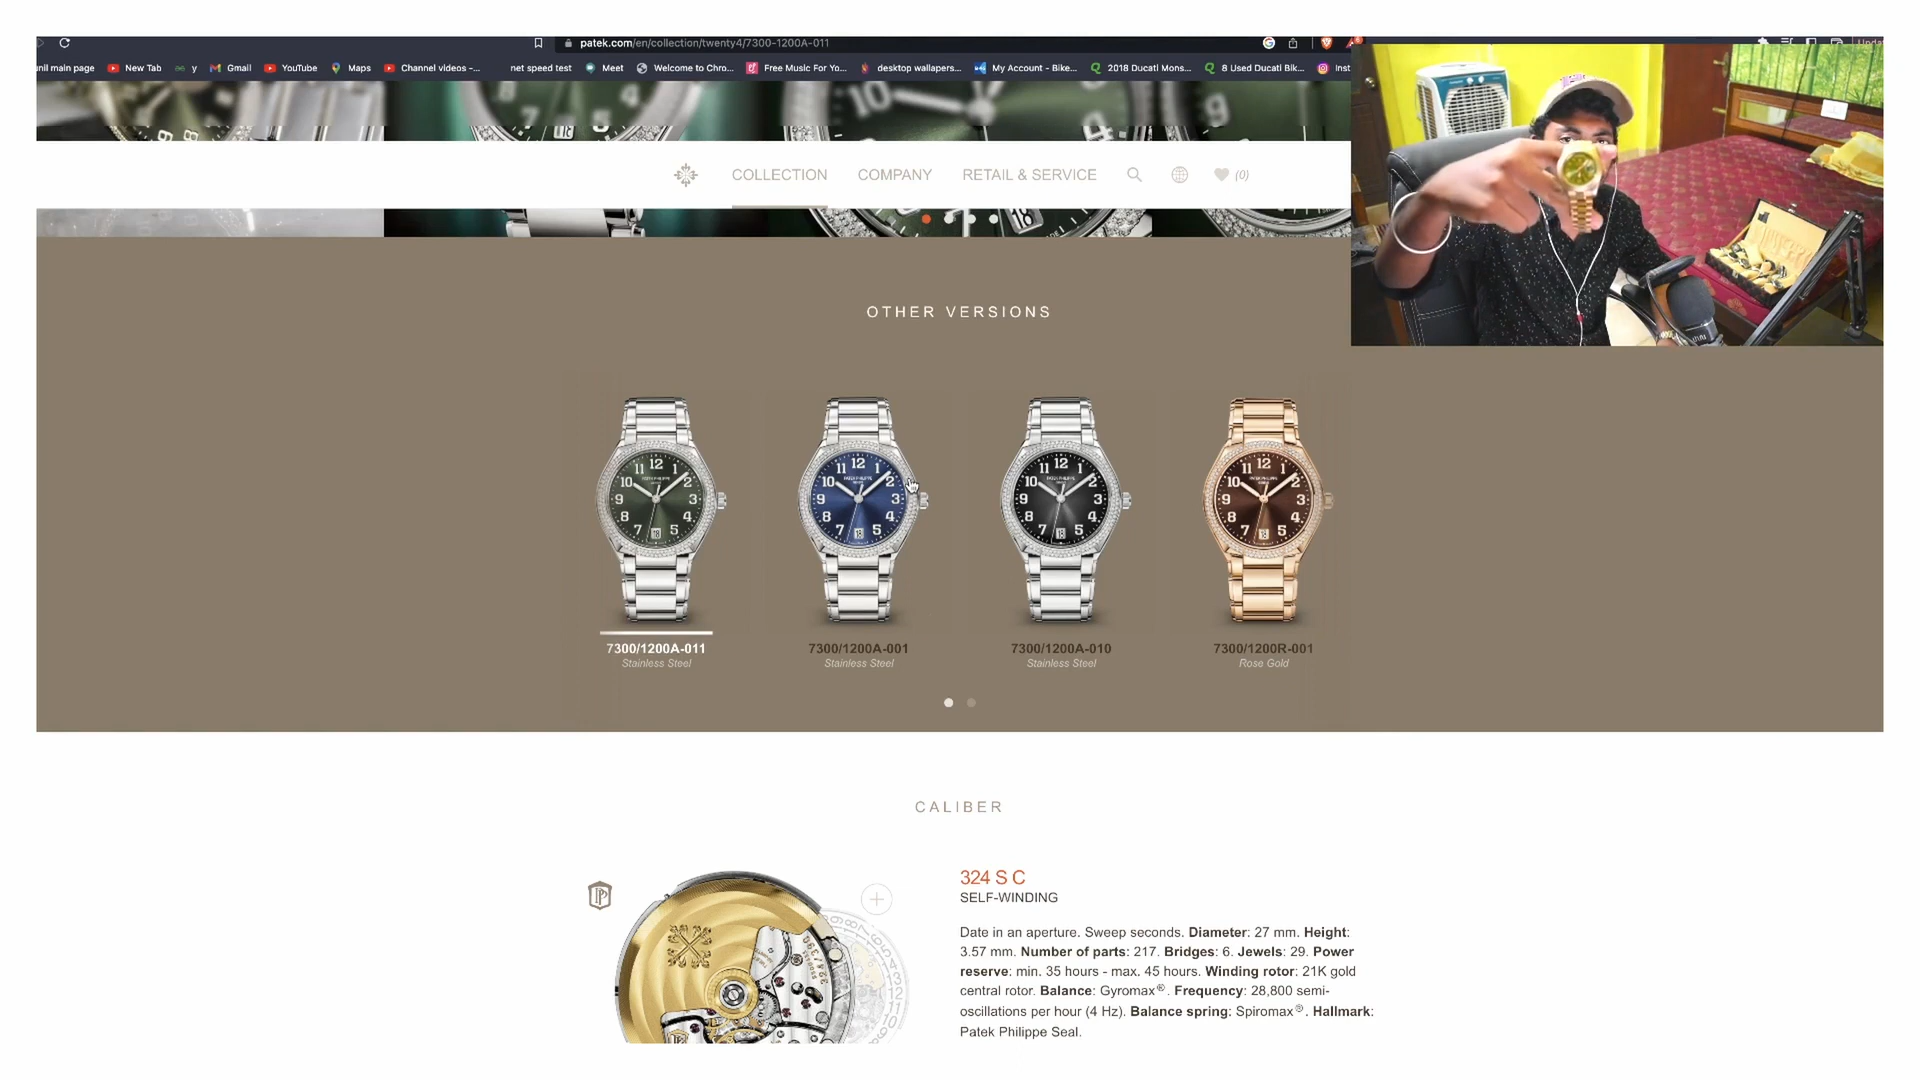 patek.com/en/collection/twenty4/7300-1200A-011
unil main page New Tab y Gmail YouTube Maps Channel videos -... net speed test Meet Welcome to Chro... Free Music For Yo... desktop wallapers... My Account - Bike... 2018 Ducati Mons... 8 Used Ducati Bik... Inst
COLLECTION COMPANY RETAIL & SERVICE (0)
OTHER VERSIONS
7300/1200A-011 7300/1200A-001 7300/1200A-010 7300/1200R-001
Stainless Steel Stainless Steel Stainless Steel Rose Gold
CALIBER
324 S C
SELF-WINDING
Date in an aperture. Sweep seconds. Diameter: 27 mm. Height:
3.57 mm. Number of parts: 217. Bridges: 6. Jewels: 29. Power
reserve: min. 35 hours - max. 45 hours. Winding rotor: 21K gold
central rotor. Balance: Gyromax®. Frequency: 28,800 semi-
oscillations per hour (4 Hz). Balance spring: Spiromax®. Hallmark:
Patek Philippe Seal.